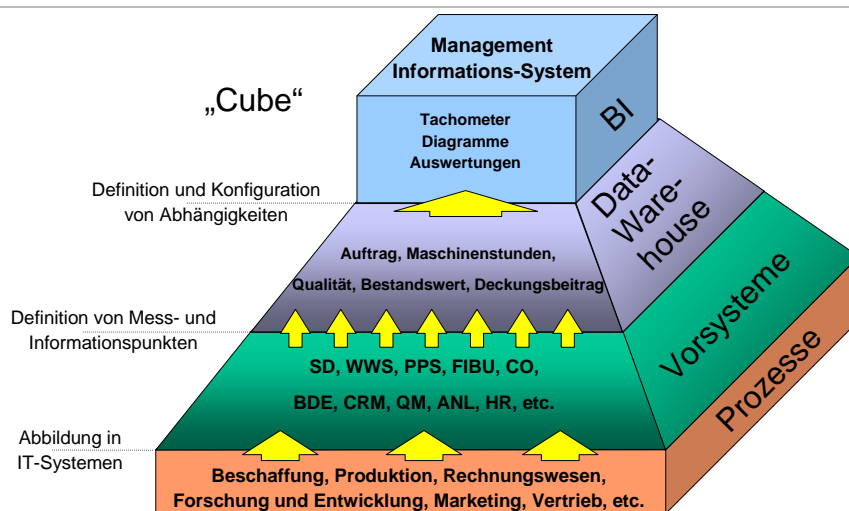 Management
Informations-System
„Cube“
BI
Tachometer
Diagramme
Auswertungen
Definition und Konfiguration
von Abhängigkeiten
Data-
Ware-
house
Auftrag, Maschinenstunden,
Qualität, Bestandswert, Deckungsbeitrag
Definition von Mess- und
Informationspunkten
Vorsysteme
SD, WWS, PPS, FIBU, CO,
BDE, CRM, QM, ANL, HR, etc.
Prozesse
Abbildung in
IT-Systemen
Beschaffung, Produktion, Rechnungswesen,
Forschung und Entwicklung, Marketing, Vertrieb, etc.